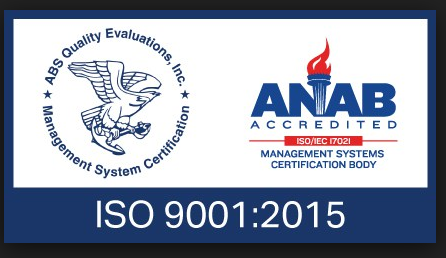 ★ ABS Quality Evaluations, Inc. ★
Management System Certification
ANAB
ACCREDITED
ISO/IEC 17021
MANAGEMENT SYSTEMS
CERTIFICATION BODY
ISO 9001:2015